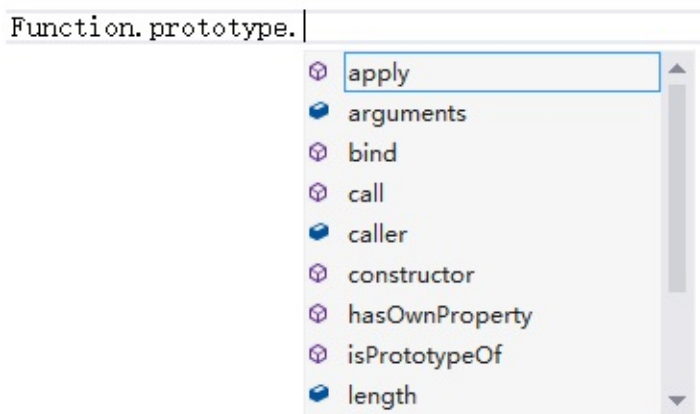 Function.prototype.
apply
arguments
bind
call
caller
constructor
hasOwnProperty
isPrototypeOf
length